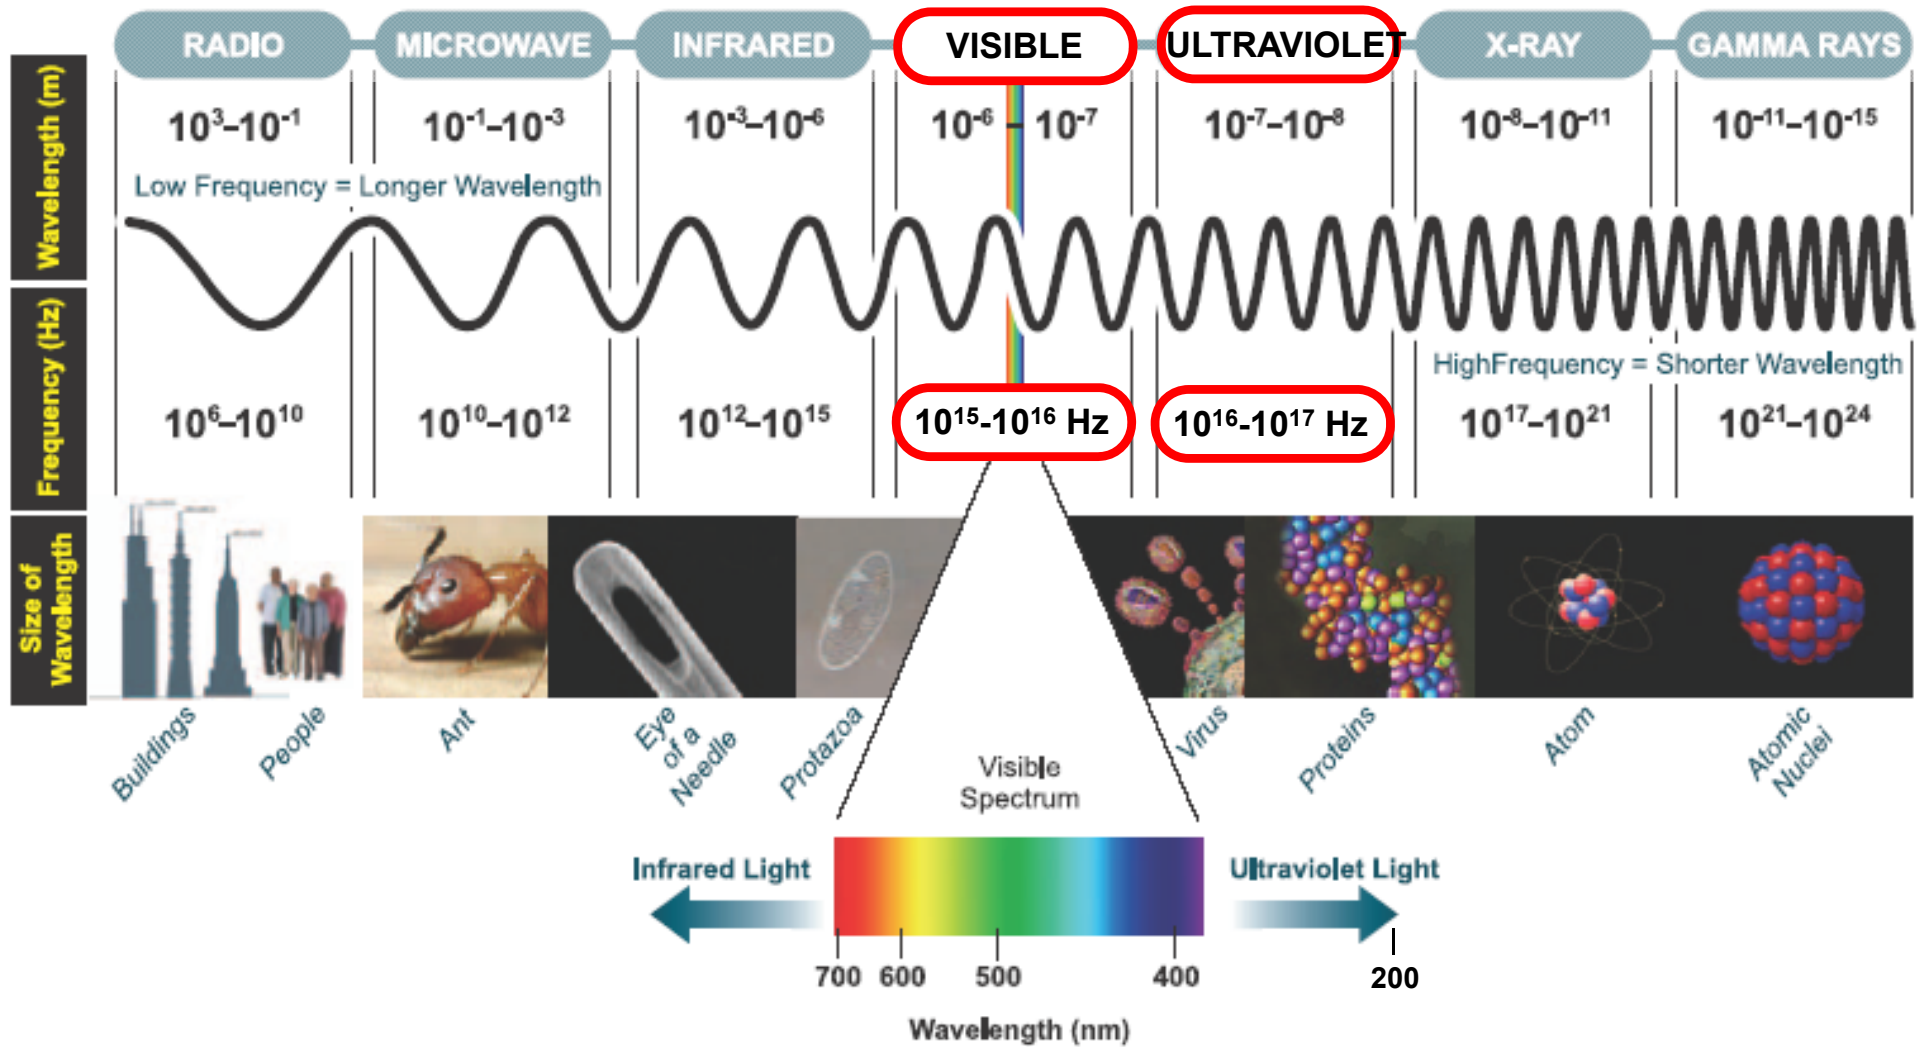 RADIO
MICROWAVE
INFRARED
VISIBLE
ULTRAVIOLET
X-RAY
GAMMA RAYS
Wavelength (m)
10³–10⁻¹
10⁻¹–10⁻³
10⁻³–10⁻⁶
10⁻⁶ – 10⁻⁷
10⁻⁷–10⁻⁸
10⁻⁸–10⁻¹¹
10⁻¹¹–10⁻¹⁵
Low Frequency = Longer Wavelength
HighFrequency = Shorter Wavelength
Frequency (Hz)
10⁶–10¹⁰
10¹⁰–10¹²
10¹²–10¹⁵
10¹⁵-10¹⁶ Hz
10¹⁶-10¹⁷ Hz
10¹⁷–10²¹
10²¹–10²⁴
Size of
Wavelength
Buildings
People
Ant
Eye
of a
Needle
Protazoa
Virus
Proteins
Atom
Atomic
Nuclei
Visible
Spectrum
Infrared Light
Ultraviolet Light
700 600 500 400 200
Wavelength (nm)